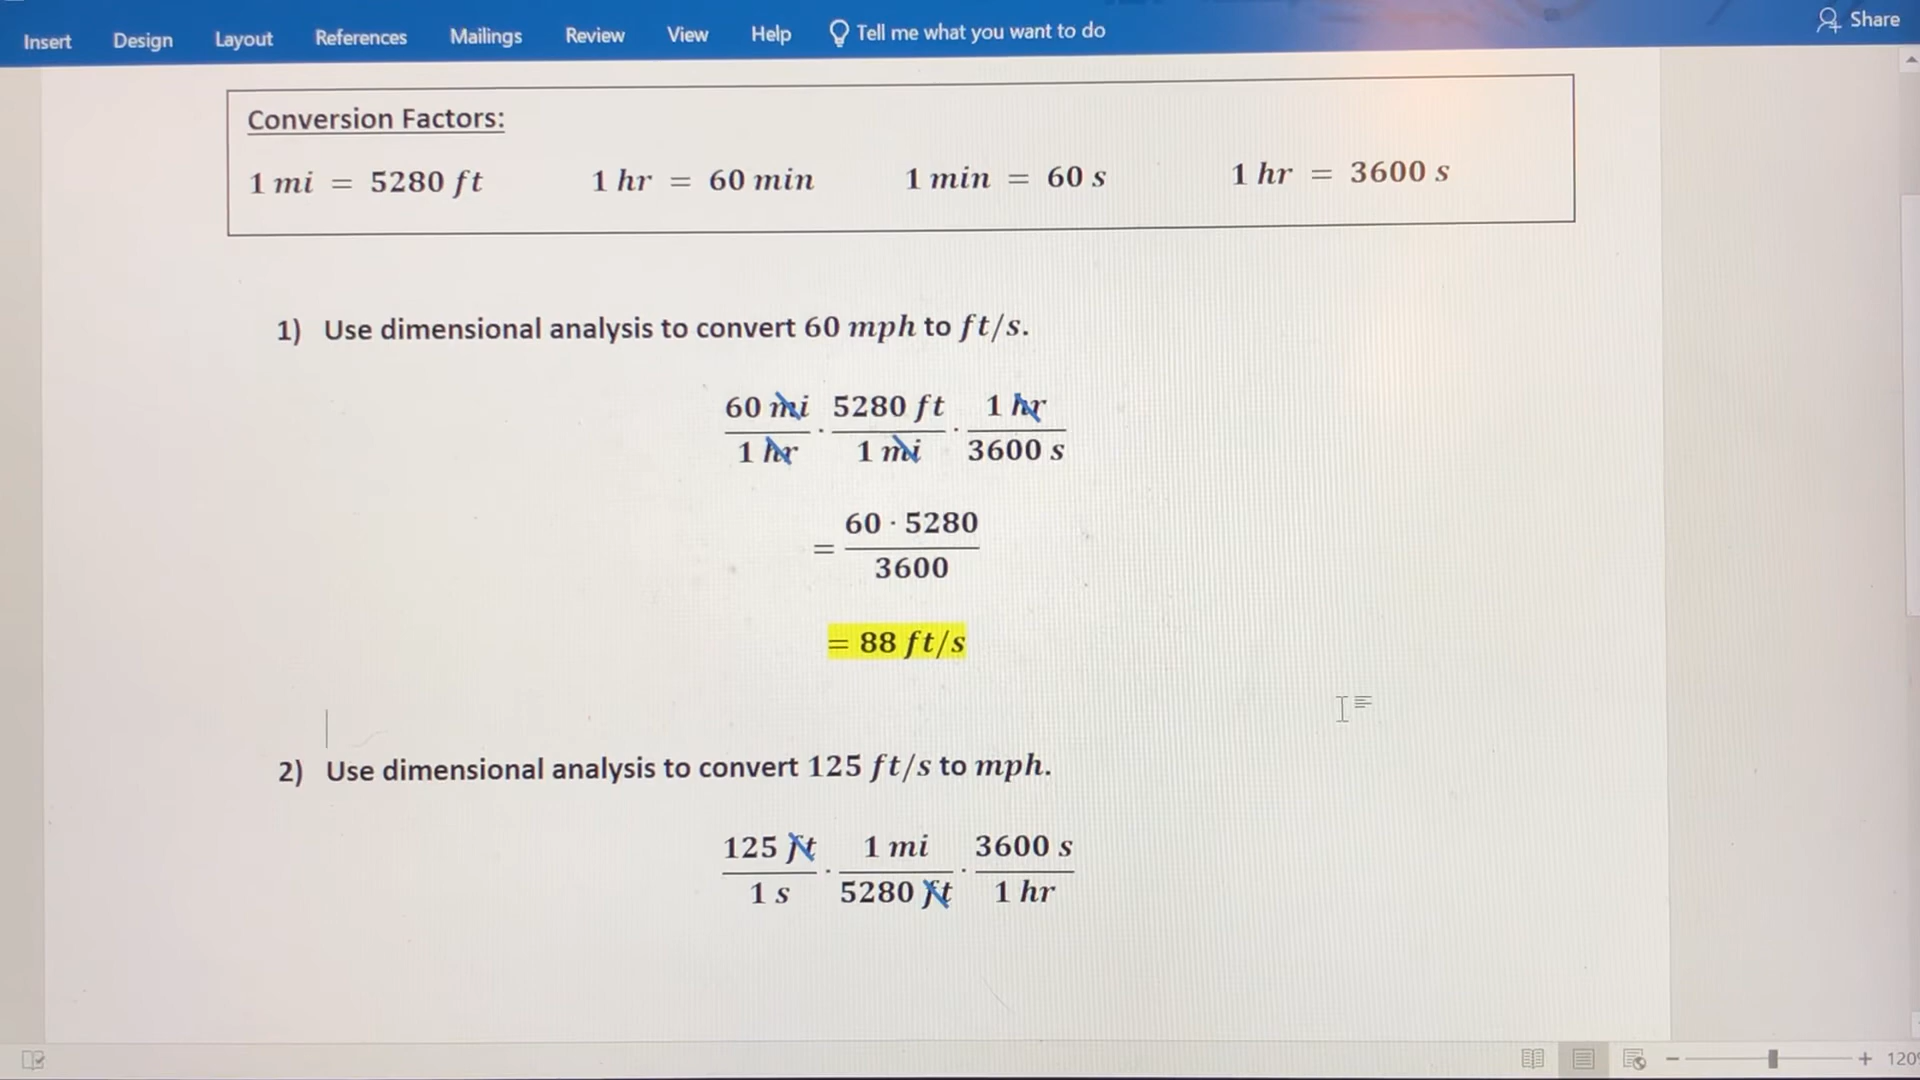 Insert Design Layout References Mailings Review View Help Tell me what you want to do Share
Conversion Factors:
1 mi = 5280 ft 1 hr = 60 min 1 min = 60 s 1 hr = 3600 s
1) Use dimensional analysis to convert 60 mph to ft/s.
60 mi 5280 ft 1 hr
1 hr · 1 mi · 3600 s
60 · 5280
=
3600
= 88 ft/s
2) Use dimensional analysis to convert 125 ft/s to mph.
125 ft 1 mi 3600 s
1 s · 5280 ft · 1 hr
120%